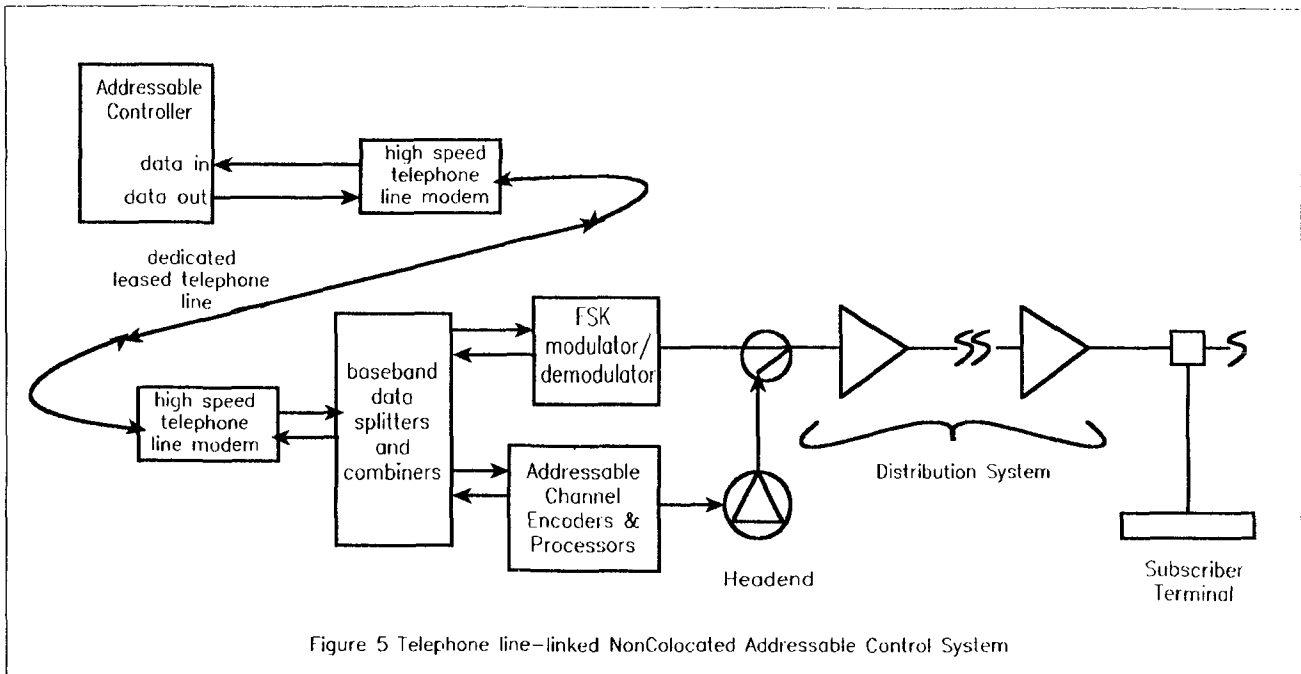 Addressable
Controller
data in
data out
high speed
telephone
line modem
dedicated
leased telephone
line
high speed
telephone
line modem
baseband
data
splitters
and
combiners
FSK
modulator/
demodulator
Addressable
Channel
Encoders &
Processors
Headend
Distribution System
Subscriber
Terminal
Figure 5 Telephone line-linked NonColocated Addressable Control System